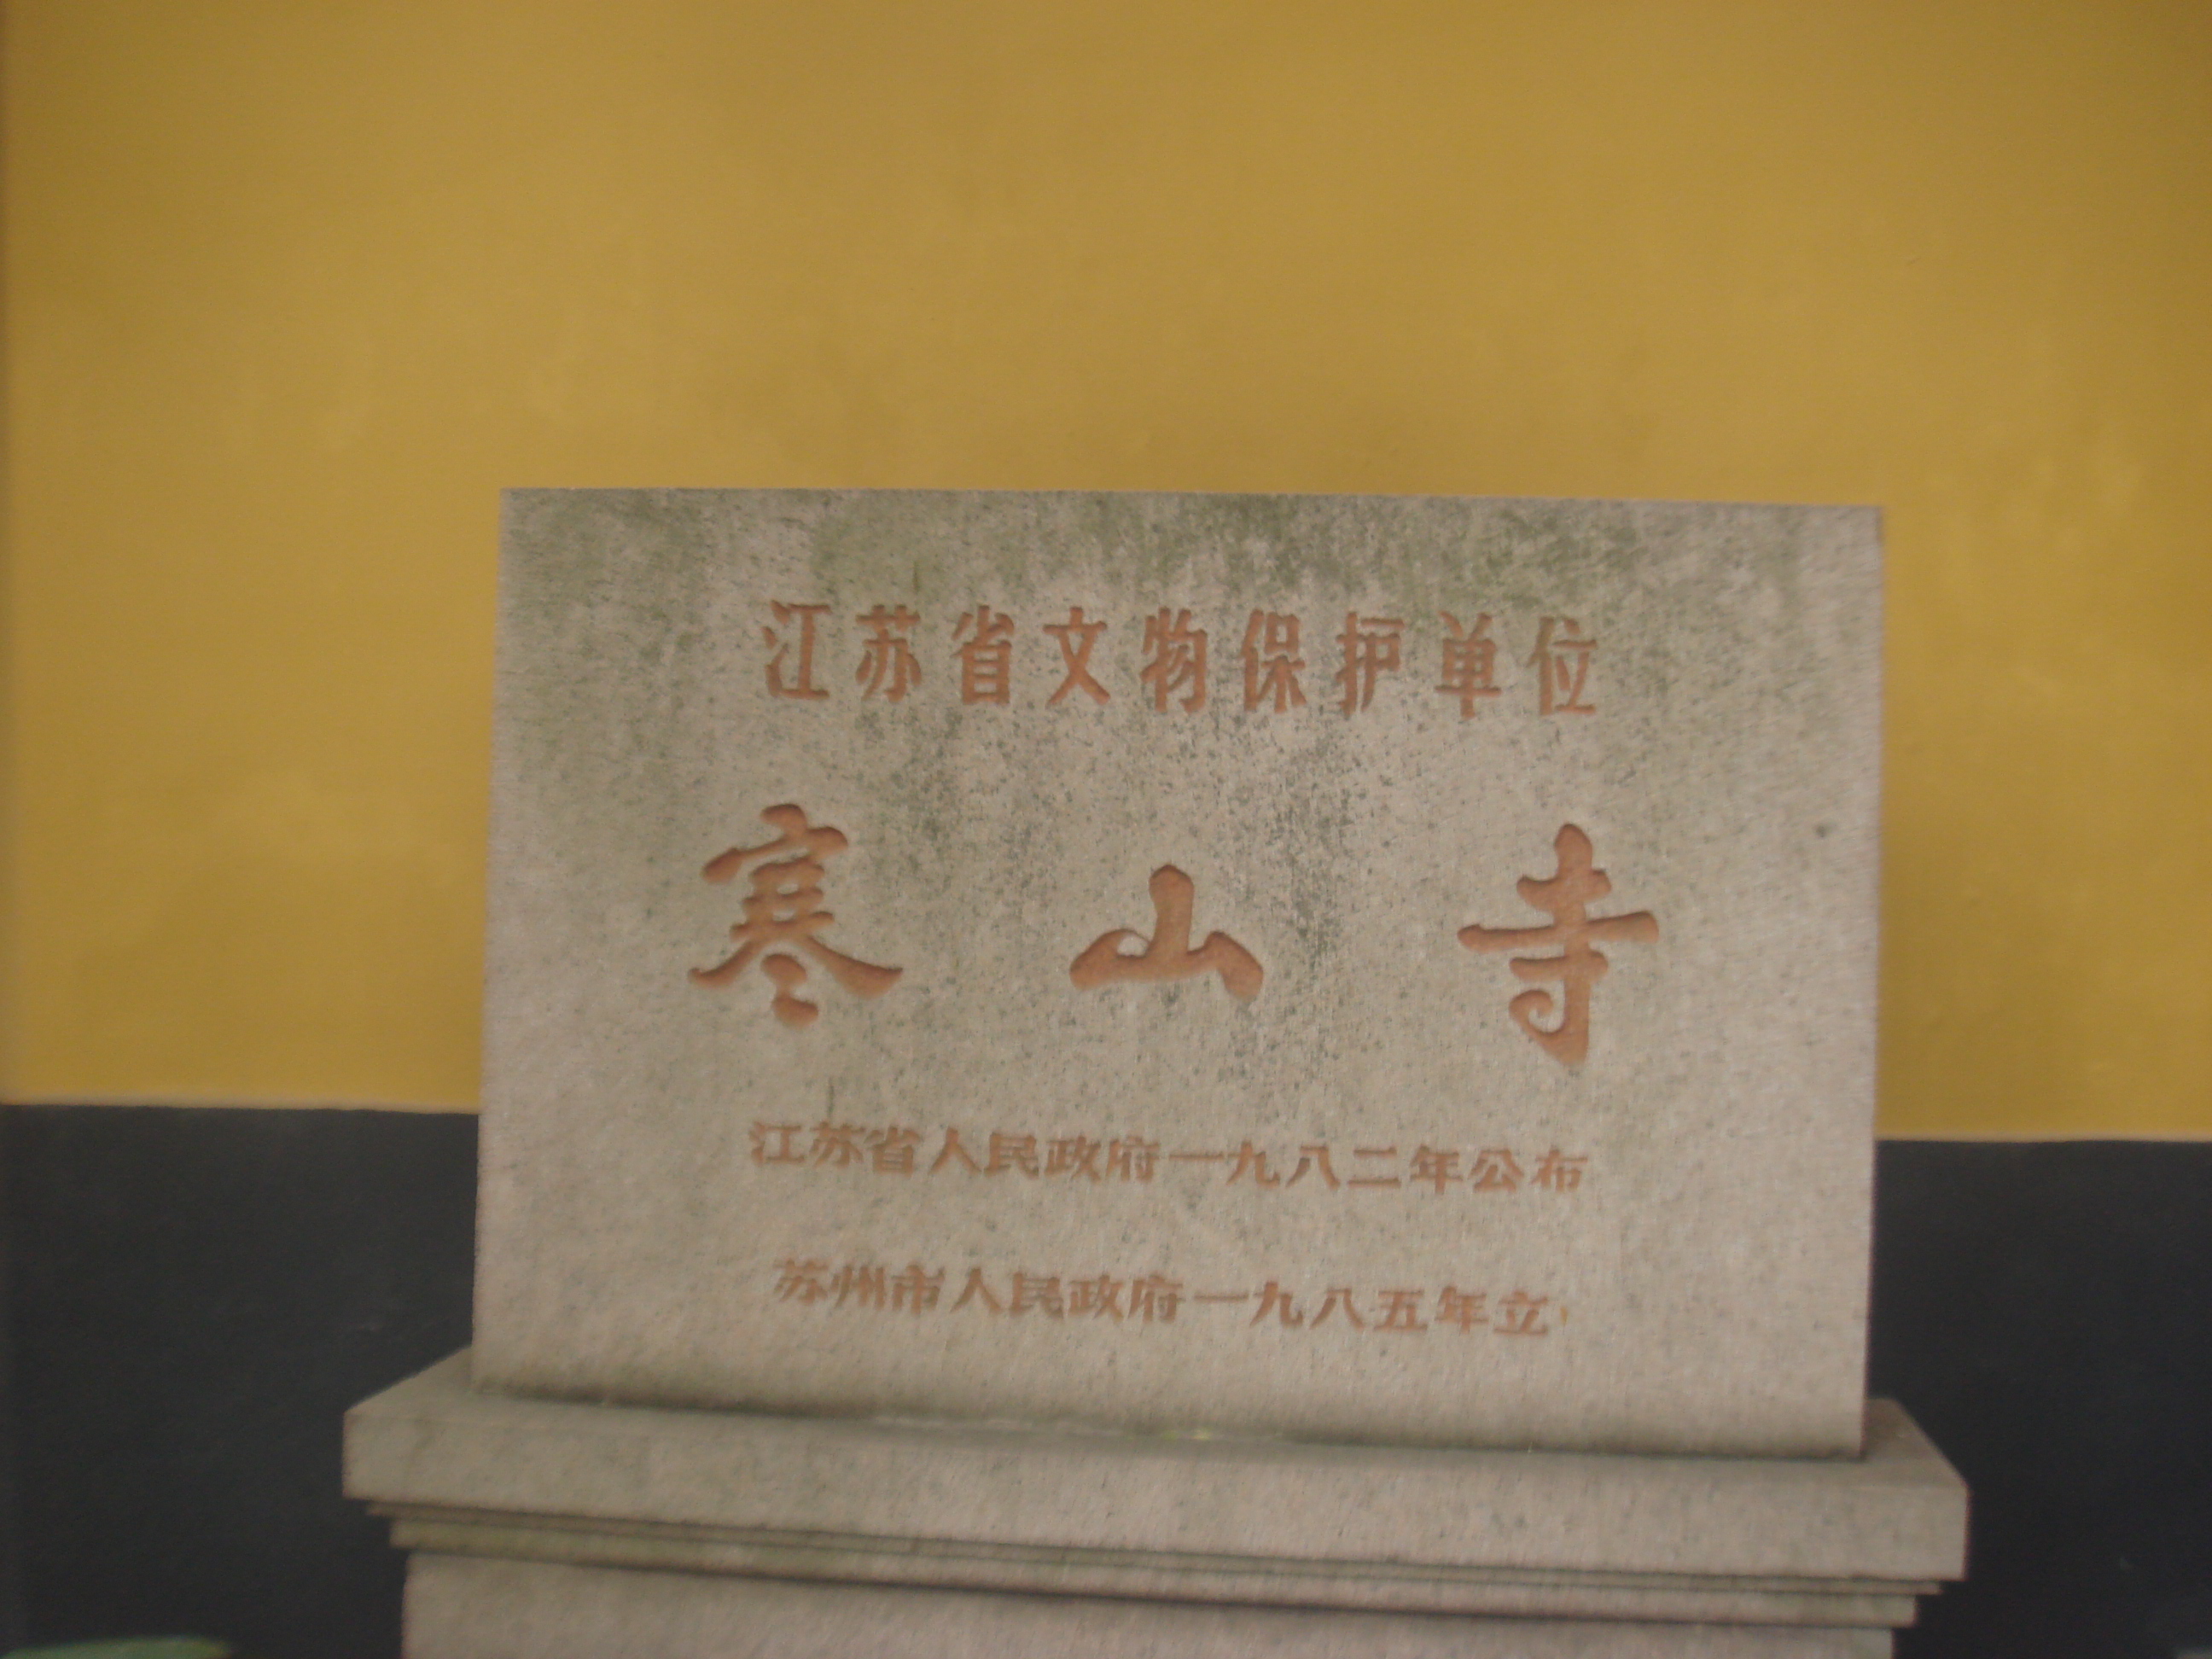 江苏省文物保护单位
寒山寺
江苏省人民政府一九八二年公布
苏州市人民政府一九八五年立